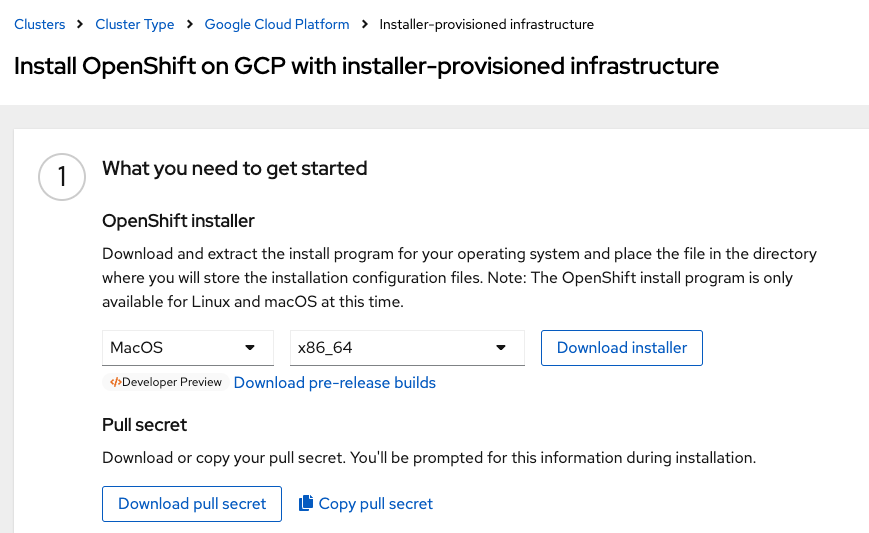 Clusters > Cluster Type > Google Cloud Platform > Installer-provisioned infrastructure
Install OpenShift on GCP with installer-provisioned infrastructure
1 What you need to get started
OpenShift installer
Download and extract the install program for your operating system and place the file in the directory
where you will store the installation configuration files. Note: The OpenShift install program is only
available for Linux and macOS at this time.
MacOS x86_64 Download installer
</>Developer Preview Download pre-release builds
Pull secret
Download or copy your pull secret. You'll be prompted for this information during installation.
Download pull secret Copy pull secret